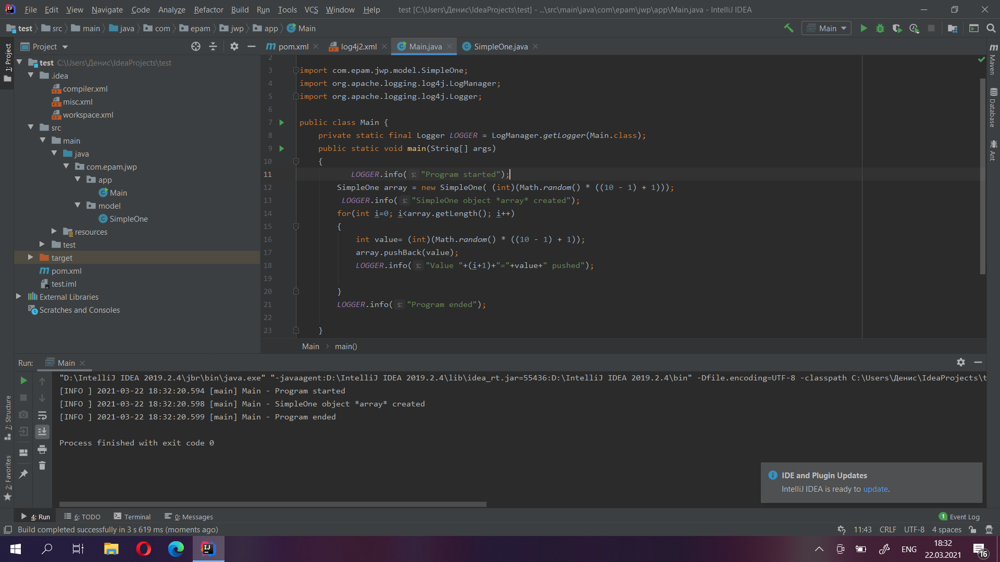 File Edit View Navigate Code Analyze Refactor Build Run Tools VCS Window Help test [C:\Users\Денис\IdeaProjects\test] - ...\src\main\java\com\epam\jwp\app\Main.java - IntelliJ IDEA
test src main java com epam jwp app Main
Main
1: Project
Project
pom.xml log4j2.xml Main.java SimpleOne.java
test C:\Users\Денис\IdeaProjects\test
.idea
compiler.xml
misc.xml
workspace.xml
src
main
java
com.epam.jwp
app
Main
model
SimpleOne
resources
test
target
pom.xml
test.iml
External Libraries
Scratches and Consoles
2
3 import com.epam.jwp.model.SimpleOne;
4 import org.apache.logging.log4j.LogManager;
5 import org.apache.logging.log4j.Logger;
6
7 public class Main {
8 private static final Logger LOGGER = LogManager.getLogger(Main.class);
9 public static void main(String[] args)
10 {
11 LOGGER.info( s: "Program started");
12 SimpleOne array = new SimpleOne( (int)(Math.random() * ((10 - 1) + 1)));
13 LOGGER.info( s: "SimpleOne object *array* created");
14 for(int i=0; i<array.getLength(); i++)
15 {
16 int value= (int)(Math.random() * ((10 - 1) + 1));
17 array.pushBack(value);
18 LOGGER.info( s: "Value "+(i+1)+"="+value+" pushed");
19
20 }
21 LOGGER.info( s: "Program ended");
22
23 }
Main main()
Maven
Database
Ant
Run: Main
"D:\IntelliJ IDEA 2019.2.4\jbr\bin\java.exe" "-javaagent:D:\IntelliJ IDEA 2019.2.4\lib\idea_rt.jar=55436:D:\IntelliJ IDEA 2019.2.4\bin" -Dfile.encoding=UTF-8 -classpath C:\Users\Денис\IdeaProjects\t
[INFO ] 2021-03-22 18:32:20.594 [main] Main - Program started
[INFO ] 2021-03-22 18:32:20.598 [main] Main - SimpleOne object *array* created
[INFO ] 2021-03-22 18:32:20.599 [main] Main - Program ended
Process finished with exit code 0
7: Structure
2: Favorites
IDE and Plugin Updates
IntelliJ IDEA is ready to update.
4: Run 6: TODO Terminal 0: Messages 1 Event Log
Build completed successfully in 3 s 619 ms (moments ago) 11:43 CRLF UTF-8 4 spaces
ENG
18:32
22.03.2021
16